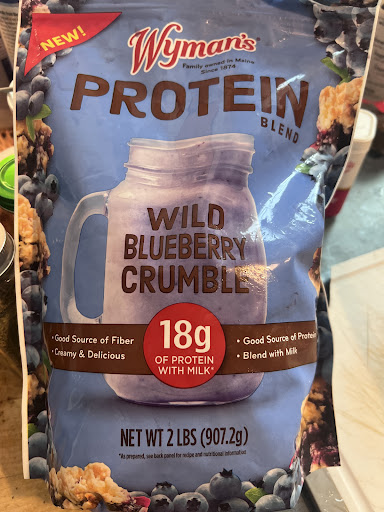 NEW!
Wyman's®
Family owned in Maine
Since 1874.
PROTEIN
BLEND
WILD
BLUEBERRY
CRUMBLE
• Good Source of Fiber
• Creamy & Delicious
18g
OF PROTEIN
WITH MILK*
• Good Source of Protein
• Blend with Milk
NET WT 2 LBS (907.2g)
*As prepared, see back panel for recipe and nutritional information